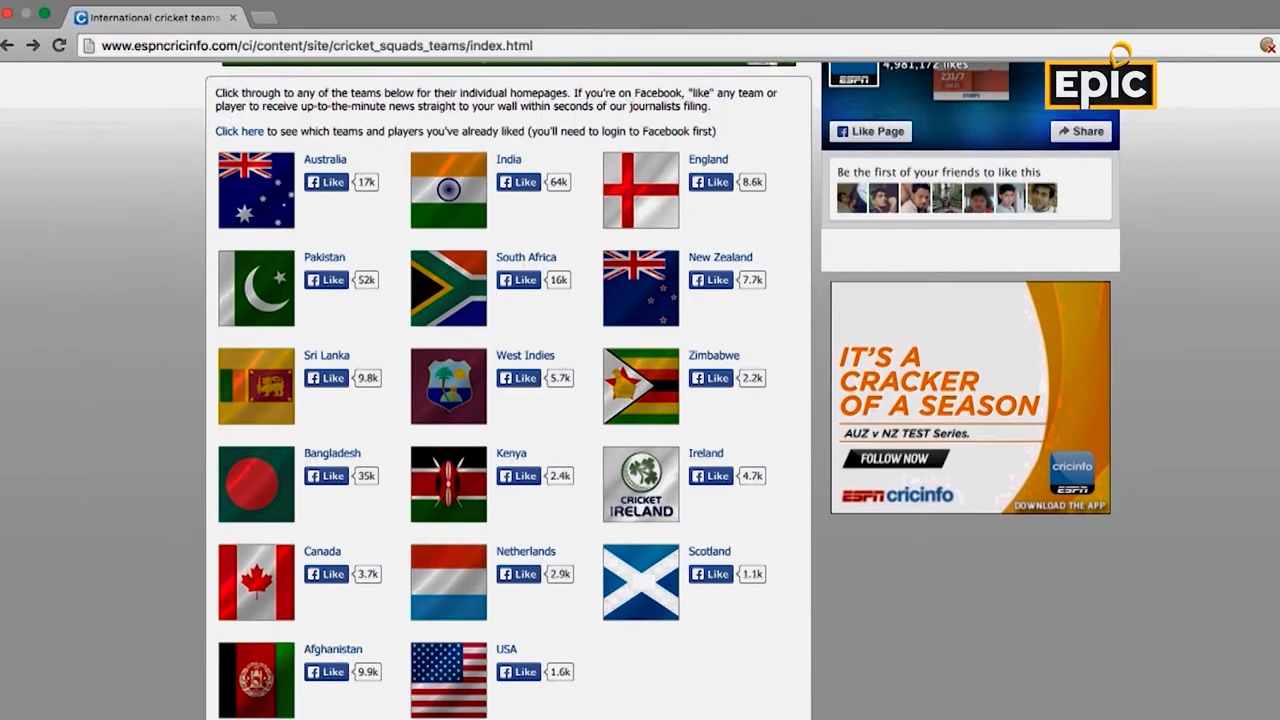 International cricket teams
www.espncricinfo.com/ci/content/site/cricket_squads_teams/index.html
EPIC
4,981,172 likes
231/7
ESPN
Click through to any of the teams below for their individual homepages. If you're on Facebook, "like" any team or
player to receive up-to-the-minute news straight to your wall within seconds of our journalists filing.
Click here to see which teams and players you've already liked (you'll need to login to Facebook first)
Like Page
Share
Be the first of your friends to like this
Australia
Like 17k
India
Like 64k
England
Like 8.6k
Pakistan
Like 52k
South Africa
Like 16k
New Zealand
Like 7.7k
Sri Lanka
Like 9.8k
West Indies
Like 5.7k
Zimbabwe
Like 2.2k
Bangladesh
Like 35k
Kenya
Like 2.4k
Ireland
Like 4.7k
CRICKET
IRELAND
Canada
Like 3.7k
Netherlands
Like 2.9k
Scotland
Like 1.1k
Afghanistan
Like 9.9k
USA
Like 1.6k
IT'S A
CRACKER
OF A SEASON
AUZ v NZ TEST Series.
FOLLOW NOW
ESPN cricinfo
cricinfo
ESPN
DOWNLOAD THE APP